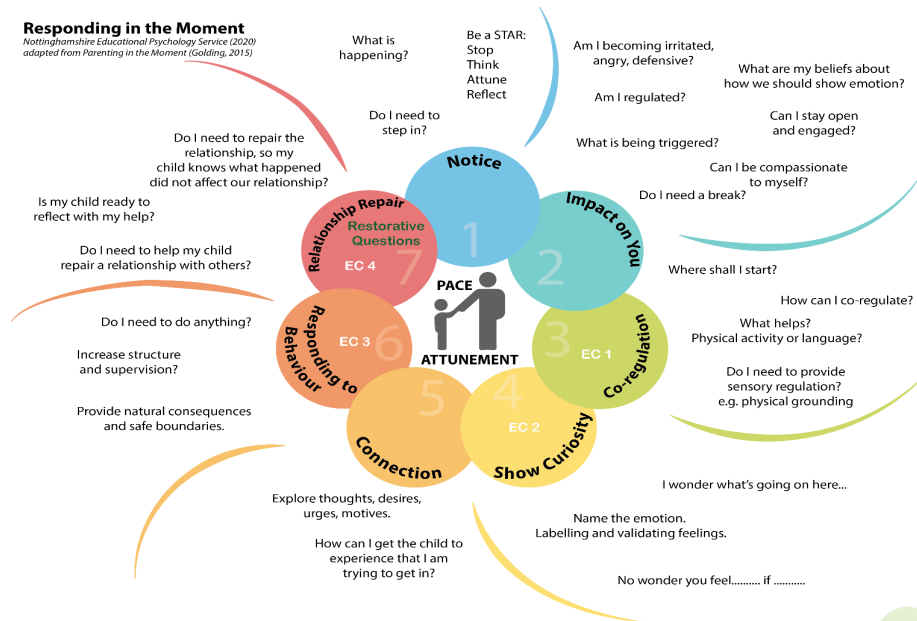 Responding in the Moment
Nottinghamshire Educational Psychology Service (2020)
adapted from Parenting in the Moment (Golding, 2015)
What is
happening?
Be a STAR:
Stop
Think
Attune
Reflect
Do I need to
step in?
Notice
1
Am I becoming irritated,
angry, defensive?
What are my beliefs about
how we should show emotion?
Am I regulated?
Can I stay open
and engaged?
What is being triggered?
Can I be compassionate
to myself?
Do I need a break?
Impact on You
2
Where shall I start?
How can I co-regulate?
What helps?
Physical activity or language?
Do I need to provide
sensory regulation?
e.g. physical grounding
Co-regulation
EC 1
3
I wonder what's going on here...
Name the emotion.
Labelling and validating feelings.
No wonder you feel.......... if ...........
Show Curiosity
EC 2
4
Connection
5
Explore thoughts, desires,
urges, motives.
How can I get the child to
experience that I am
trying to get in?
Responding to
Behaviour
EC 3
6
Do I need to do anything?
Increase structure
and supervision?
Provide natural consequences
and safe boundaries.
Relationship Repair
Restorative
Questions
EC 4
7
Do I need to repair the
relationship, so my
child knows what happened
did not affect our relationship?
Is my child ready to
reflect with my help?
Do I need to help my child
repair a relationship with others?
PACE
ATTUNEMENT